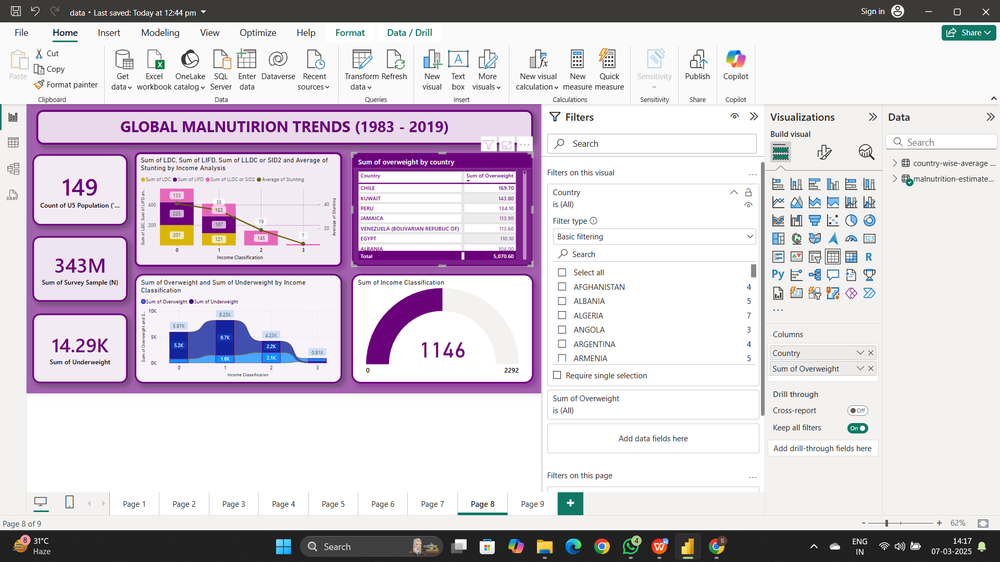 data • Last saved: Today at 12:44 pm
Sign in
File
Home
Insert
Modeling
View
Optimize
Help
Format
Data / Drill
Share
Paste
Cut
Copy
Format painter
Clipboard
Get data
Excel workbook
OneLake catalog
SQL Server
Enter data
Dataverse
Recent sources
Data
Transform data
Refresh
Queries
New visual
Text box
More visuals
Insert
New visual calculation
New measure
Quick measure
Calculations
Sensitivity
Sensitivity
Publish
Share
Copilot
Copilot
GLOBAL MALNUTIRION TRENDS (1983 - 2019)
149
Count of U5 Population ('...
343M
Sum of Survey Sample (N)
14.29K
Sum of Underweight
Sum of LDC, Sum of LIFD, Sum of LLDC or SID2 and Average of
Stunting by Income Analysis
Sum of LDC Sum of LIFD Sum of LLDC or SID2 Average of Stunting
Sum of LDC, Sum of LIFD an...
400
200
133
225
201
35
123
167
121
19
145
7
40
20
Average of Stunting
0 1 2 3
Income Classification
Sum of overweight by country
Country Sum of Overweight
CHILE 169.70
KUWAIT 143.80
PERU 134.10
JAMAICA 113.90
VENEZUELA (BOLIVARIAN REPUBLIC OF) 113.60
EGYPT 110.10
ALBANIA 104.00
Total 5,070.60
Sum of Overweight and Sum of Underweight by Income
Classification
Sum of Overweight Sum of Underweight
Sum of Overweight and S...
10K
5K
0K
5.97K
5.2K
8.23K
6.7K
1.6K
4.23K
2.2K
2.1K
0.91K
0 1 2 3
Income Classification
Sum of Income Classification
1146
0 2292
Filters
Search
Filters on this visual
Country
is (All)
Filter type
Basic filtering
Search
Select all
AFGHANISTAN 4
ALBANIA 5
ALGERIA 7
ANGOLA 3
ARGENTINA 4
ARMENIA 5
Require single selection
Sum of Overweight
is (All)
Add data fields here
Filters on this page
Visualizations
Build visual
123
R
Py
123
Columns
Country
Sum of Overweight
Drill through
Cross-report Off
Keep all filters On
Add drill-through fields here
Data
Search
country-wise-average ...
malnutrition-estimate...
DAX
Page 1
Page 2
Page 3
Page 4
Page 5
Page 6
Page 7
Page 8
Page 9
+
Page 8 of 9
- + 62%
8
31°C
Haze
Search
4
S
ENG
IN
14:17
07-03-2025